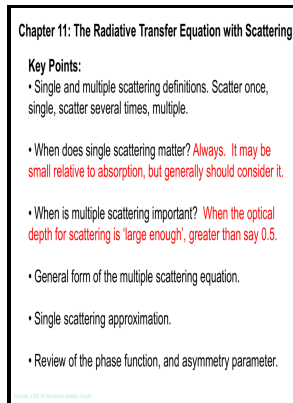 Chapter 11: The Radiative Transfer Equation with Scattering
Key Points:
• Single and multiple scattering definitions. Scatter once,
single, scatter several times, multiple.
• When does single scattering matter? Always. It may be
small relative to absorption, but generally should consider it.
• When is multiple scattering important? When the optical
depth for scattering is 'large enough', greater than say 0.5.
• General form of the multiple scattering equation.
• Single scattering approximation.
• Review of the phase function, and asymmetry parameter.